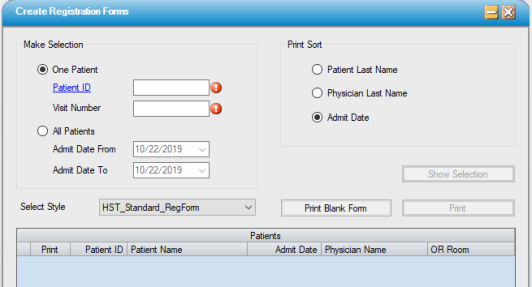 Create Registration Forms
Make Selection
One Patient
Patient ID
Visit Number
All Patients
Admit Date From 10/22/2019
Admit Date To 10/22/2019
Print Sort
Patient Last Name
Physician Last Name
Admit Date
Show Selection
Select Style HST_Standard_RegForm Print Blank Form Print
Patients
Print Patient ID Patient Name Admit Date Physician Name OR Room